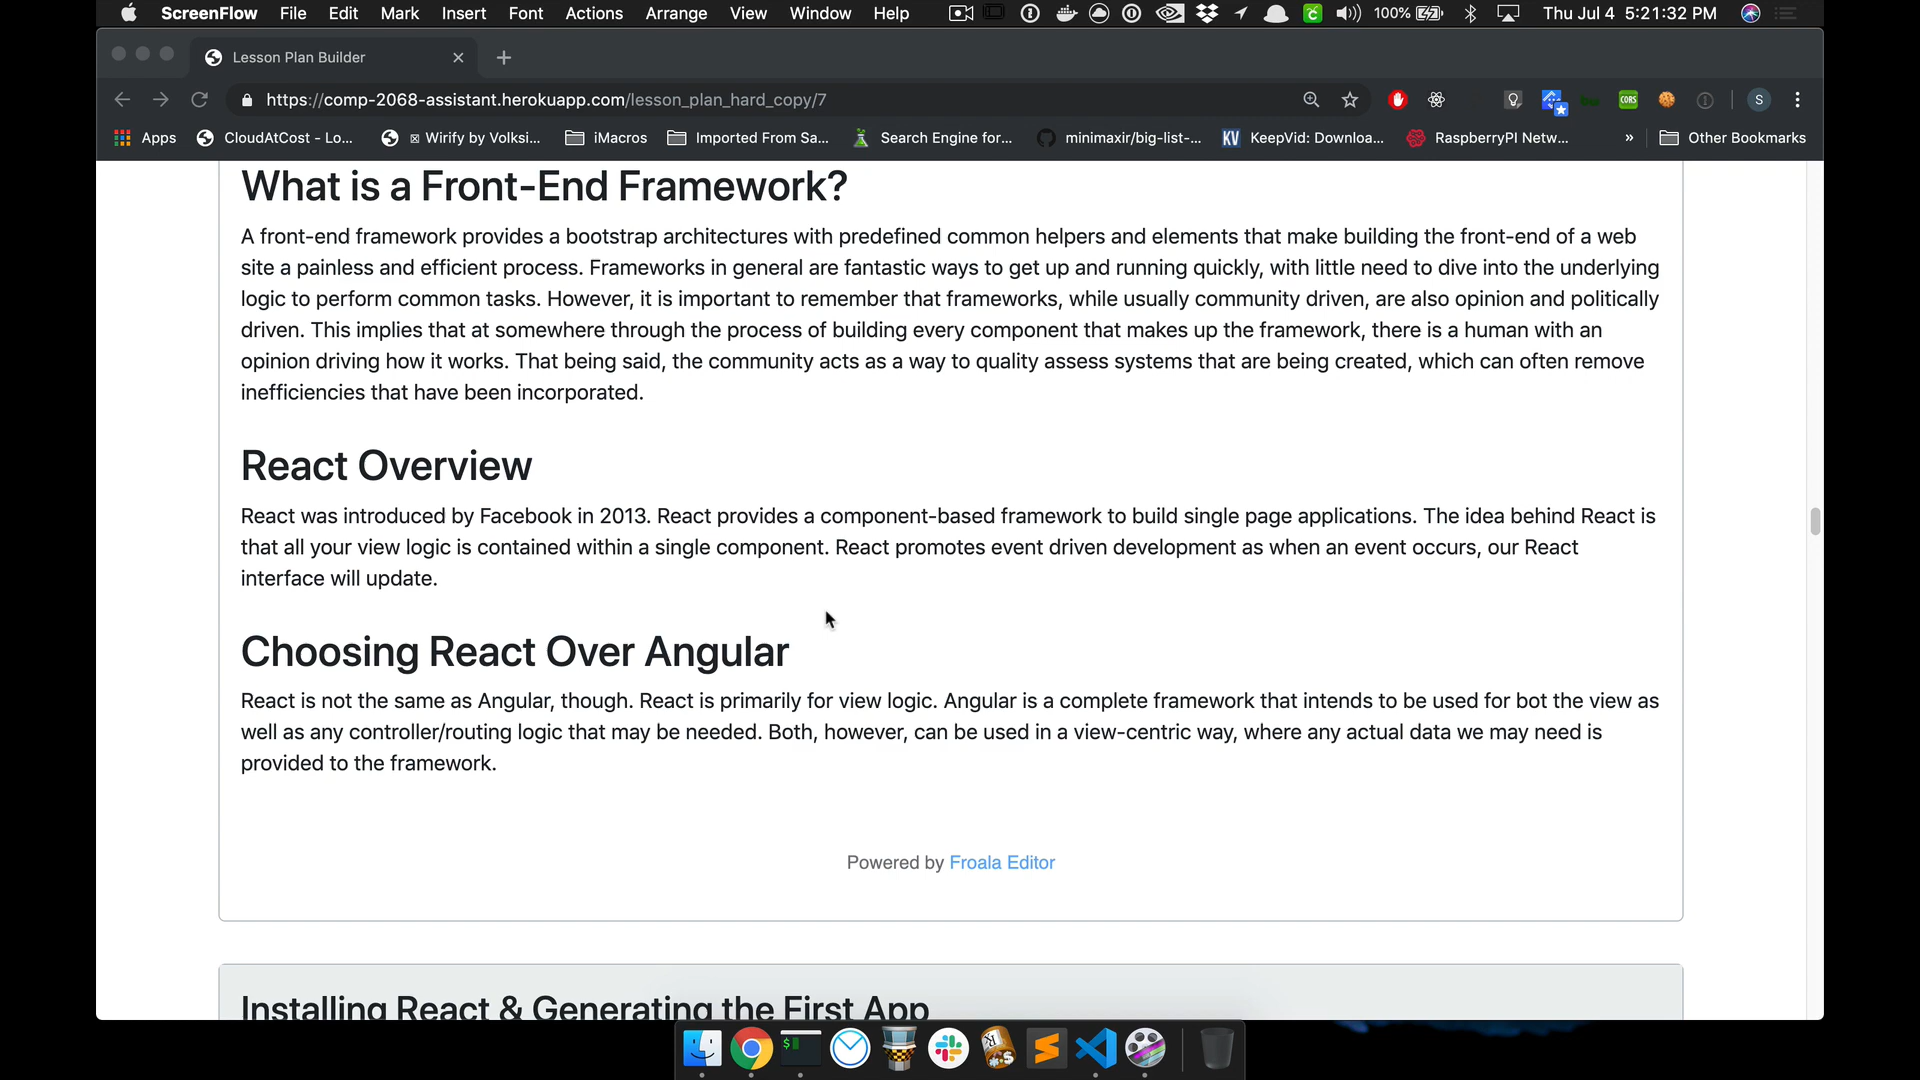 ScreenFlow File Edit Mark Insert Font Actions Arrange View Window Help 100% Thu Jul 4 5:21:32 PM
Lesson Plan Builder
https://comp-2068-assistant.herokuapp.com/lesson_plan_hard_copy/7 CORS S
Apps CloudAtCost - Lo... Wirify by Volksi... iMacros Imported From Sa... Search Engine for... minimaxir/big-list-... KV KeepVid: Downloa... RaspberryPI Netw... » Other Bookmarks
What is a Front-End Framework?
A front-end framework provides a bootstrap architectures with predefined common helpers and elements that make building the front-end of a web
site a painless and efficient process. Frameworks in general are fantastic ways to get up and running quickly, with little need to dive into the underlying
logic to perform common tasks. However, it is important to remember that frameworks, while usually community driven, are also opinion and politically
driven. This implies that at somewhere through the process of building every component that makes up the framework, there is a human with an
opinion driving how it works. That being said, the community acts as a way to quality assess systems that are being created, which can often remove
inefficiencies that have been incorporated.
React Overview
React was introduced by Facebook in 2013. React provides a component-based framework to build single page applications. The idea behind React is
that all your view logic is contained within a single component. React promotes event driven development as when an event occurs, our React
interface will update.
Choosing React Over Angular
React is not the same as Angular, though. React is primarily for view logic. Angular is a complete framework that intends to be used for bot the view as
well as any controller/routing logic that may be needed. Both, however, can be used in a view-centric way, where any actual data we may need is
provided to the framework.
Powered by Froala Editor
Installing React & Generating the First App